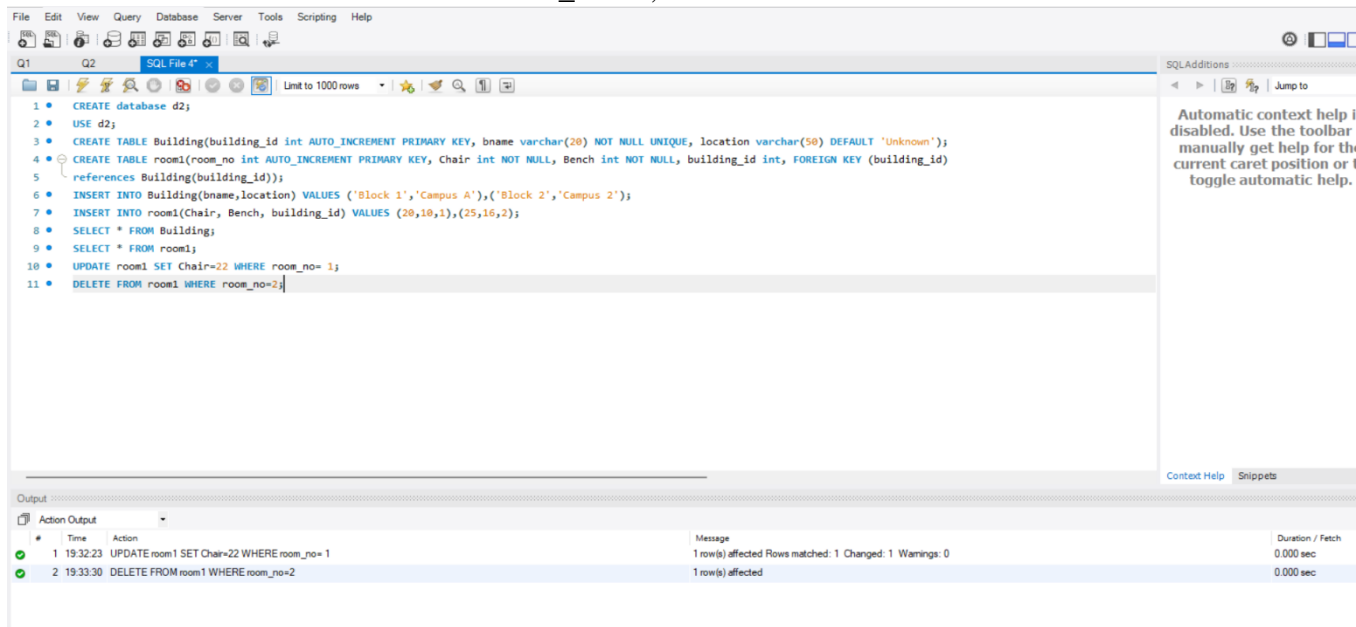 File Edit View Query Database Server Tools Scripting Help
Q1 Q2 SQL File 4* ×
SQLAdditions
Limit to 1000 rows
Jump to
1 CREATE database d2;
2 USE d2;
3 CREATE TABLE Building(building_id int AUTO_INCREMENT PRIMARY KEY, bname varchar(20) NOT NULL UNIQUE, location varchar(50) DEFAULT 'Unknown');
4 CREATE TABLE room1(room_no int AUTO_INCREMENT PRIMARY KEY, Chair int NOT NULL, Bench int NOT NULL, building_id int, FOREIGN KEY (building_id)
5 references Building(building_id));
6 INSERT INTO Building(bname,location) VALUES ('Block 1','Campus A'),('Block 2','Campus 2');
7 INSERT INTO room1(Chair, Bench, building_id) VALUES (20,10,1),(25,16,2);
8 SELECT * FROM Building;
9 SELECT * FROM room1;
10 UPDATE room1 SET Chair=22 WHERE room_no= 1;
11 DELETE FROM room1 WHERE room_no=2;
Automatic context help i
disabled. Use the toolbar
manually get help for the
current caret position or t
toggle automatic help.
Context Help Snippets
Output
Action Output
# Time Action Message Duration / Fetch
1 19:32:23 UPDATE room1 SET Chair=22 WHERE room_no= 1 1 row(s) affected Rows matched: 1 Changed: 1 Warnings: 0 0.000 sec
2 19:33:30 DELETE FROM room1 WHERE room_no=2 1 row(s) affected 0.000 sec